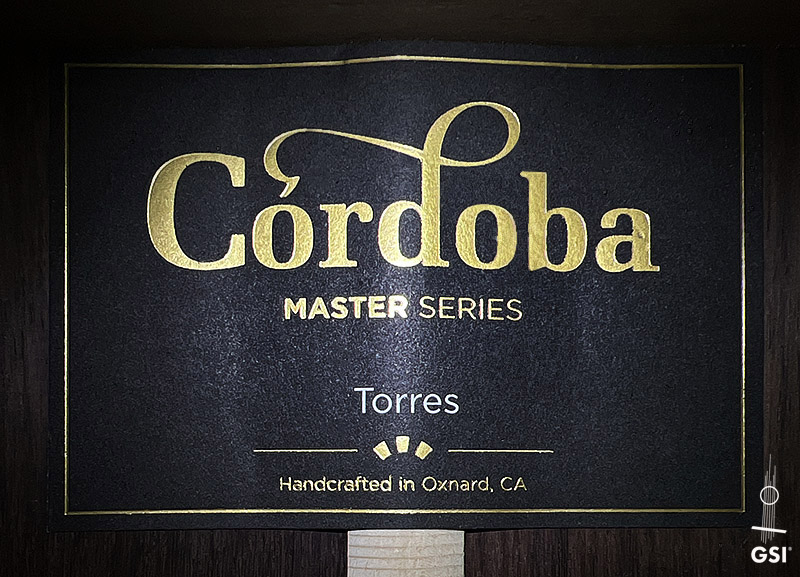 Córdoba
MASTER SERIES
Torres
Handcrafted in Oxnard, CA
GSI®